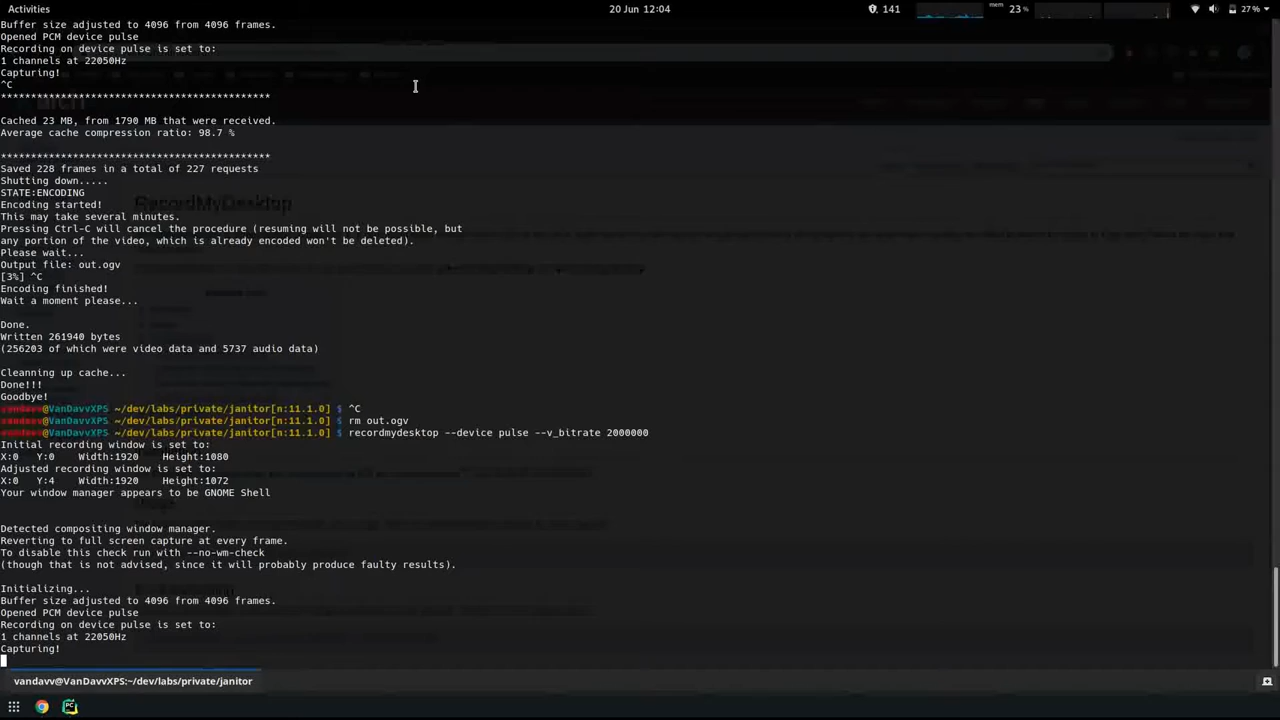 Activities
20 Jun 12:04
141
mem 23 %
27 %
Buffer size adjusted to 4096 from 4096 frames.
Opened PCM device pulse
Recording on device pulse is set to:
1 channels at 22050Hz
Capturing!
^C
*********************************************
Cached 23 MB, from 1790 MB that were received.
Average cache compression ratio: 98.7 %
*********************************************
Saved 228 frames in a total of 227 requests
Shutting down.....
STATE:ENCODING
RecordMyDesktop
Encoding started!
This may take several minutes.
Pressing Ctrl-C will cancel the procedure (resuming will not be possible, but
any portion of the video, which is already encoded won't be deleted).
Please wait...
Output file: out.ogv
[3%] ^C
Encoding finished!
Wait a moment please...
Done.
Written 261940 bytes
(256203 of which were video data and 5737 audio data)
Cleanning up cache...
Done!!!
Goodbye!
vandavv@VanDavvXPS ~/dev/labs/private/janitor[n:11.1.0] $ ^C
vandavv@VanDavvXPS ~/dev/labs/private/janitor[n:11.1.0] $ rm out.ogv
vandavv@VanDavvXPS ~/dev/labs/private/janitor[n:11.1.0] $ recordmydesktop --device pulse --v_bitrate 2000000
Initial recording window is set to:
X:0 Y:0 Width:1920 Height:1080
Adjusted recording window is set to:
X:0 Y:4 Width:1920 Height:1072
Your window manager appears to be GNOME Shell
Detected compositing window manager.
Reverting to full screen capture at every frame.
To disable this check run with --no-wm-check
(though that is not advised, since it will probably produce faulty results).
Initializing...
Buffer size adjusted to 4096 from 4096 frames.
Opened PCM device pulse
Recording on device pulse is set to:
1 channels at 22050Hz
Capturing!
vandavv@VanDavvXPS:~/dev/labs/private/janitor
PC